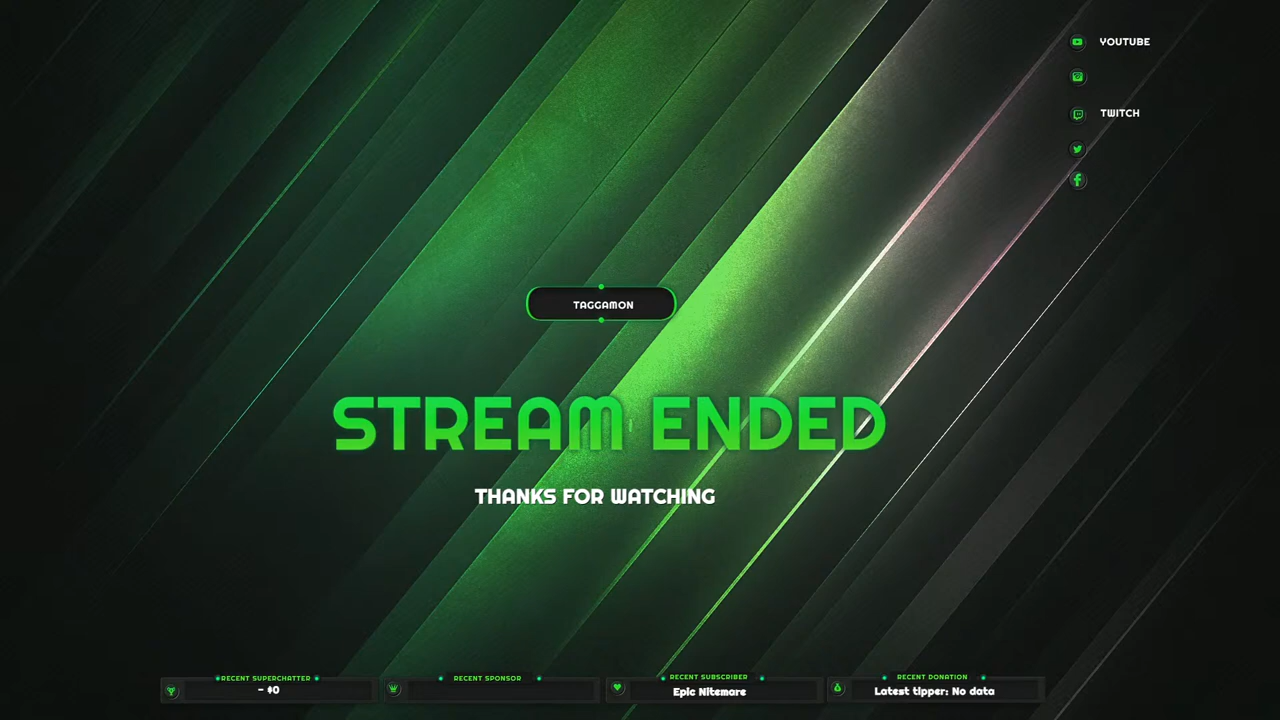 YOUTUBE
TWITCH
TAGGAMON
STREAM ENDED
THANKS FOR WATCHING
RECENT SUPERCHATTER
- $0
RECENT SPONSOR
RECENT SUBSCRIBER
Epic Nitemare
RECENT DONATION
Latest tipper: No data